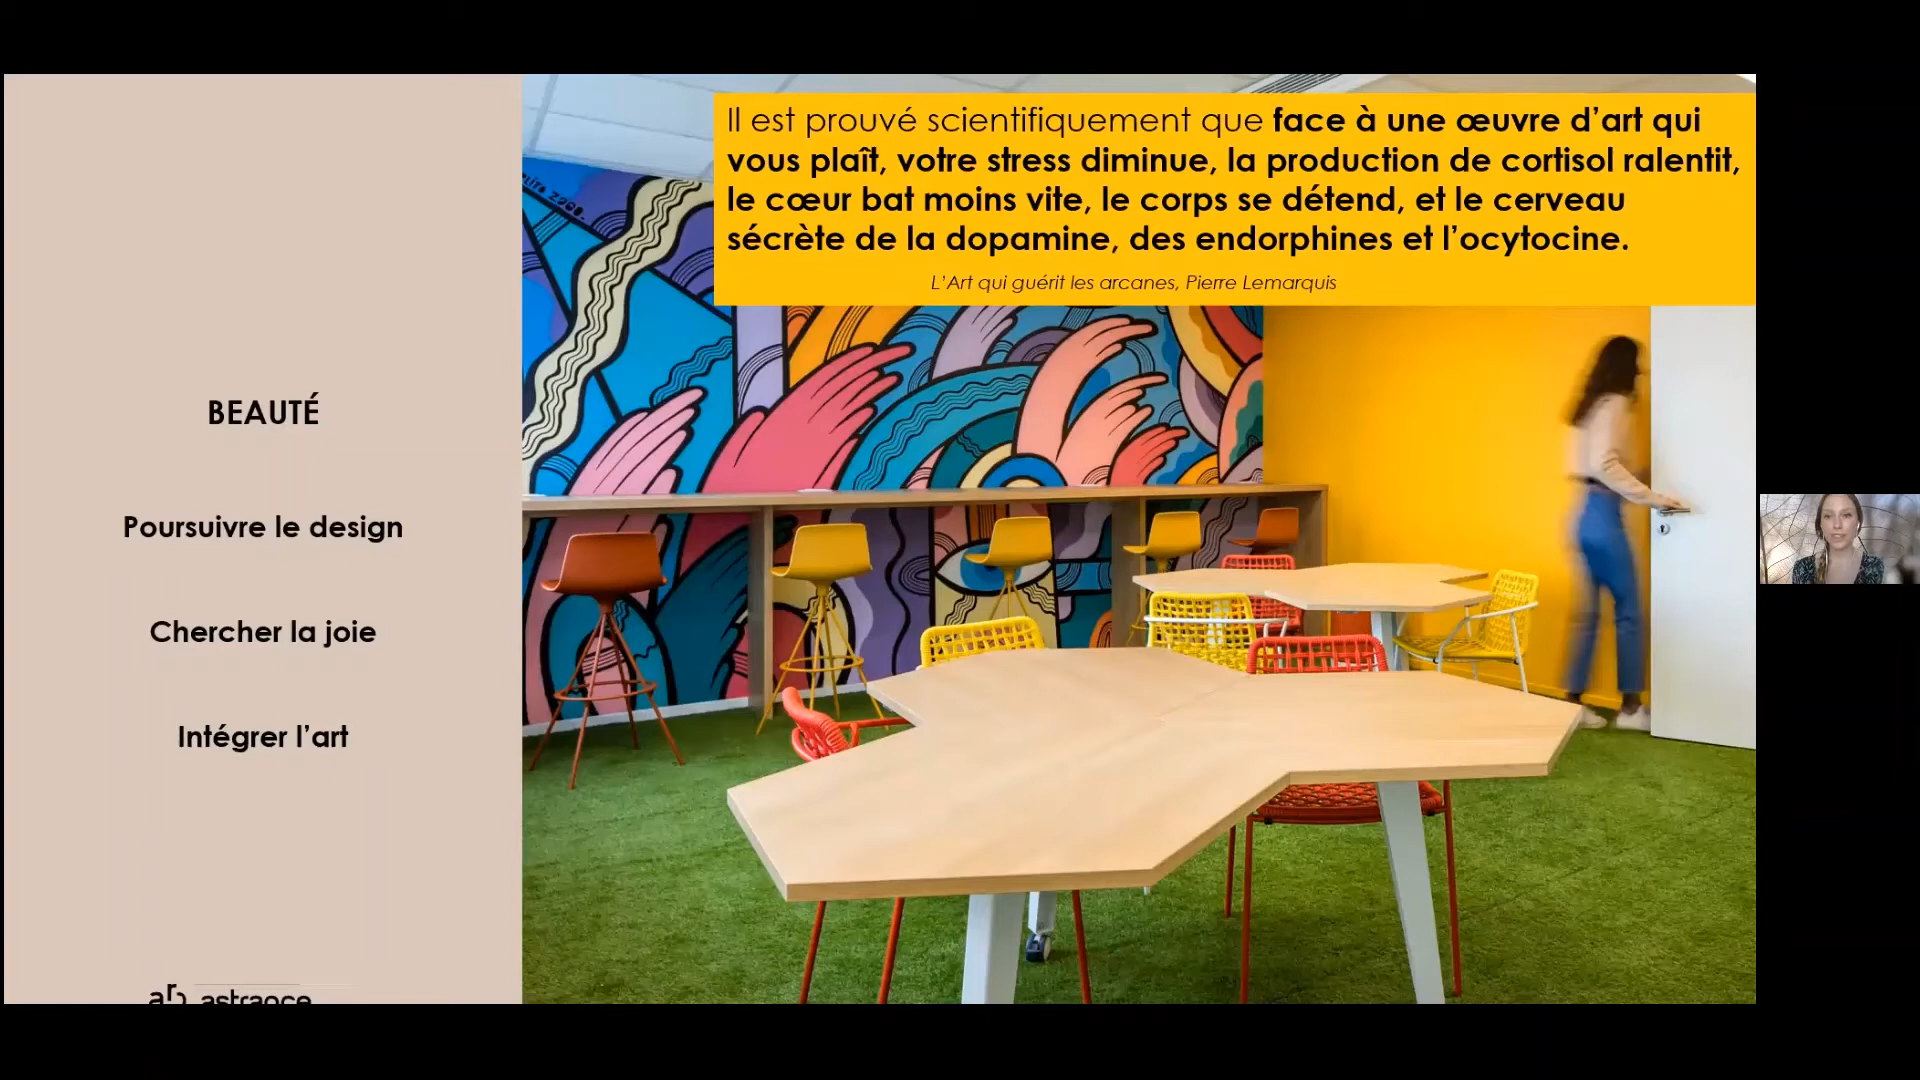 BEAUTÉ
Poursuivre le design
Chercher la joie
Intégrer l'art
astrance
Il est prouvé scientifiquement que face à une œuvre d'art qui
vous plaît, votre stress diminue, la production de cortisol ralentit,
le cœur bat moins vite, le corps se détend, et le cerveau
sécrète de la dopamine, des endorphines et l'ocytocine.
L'Art qui guérit les arcanes, Pierre Lemarquis